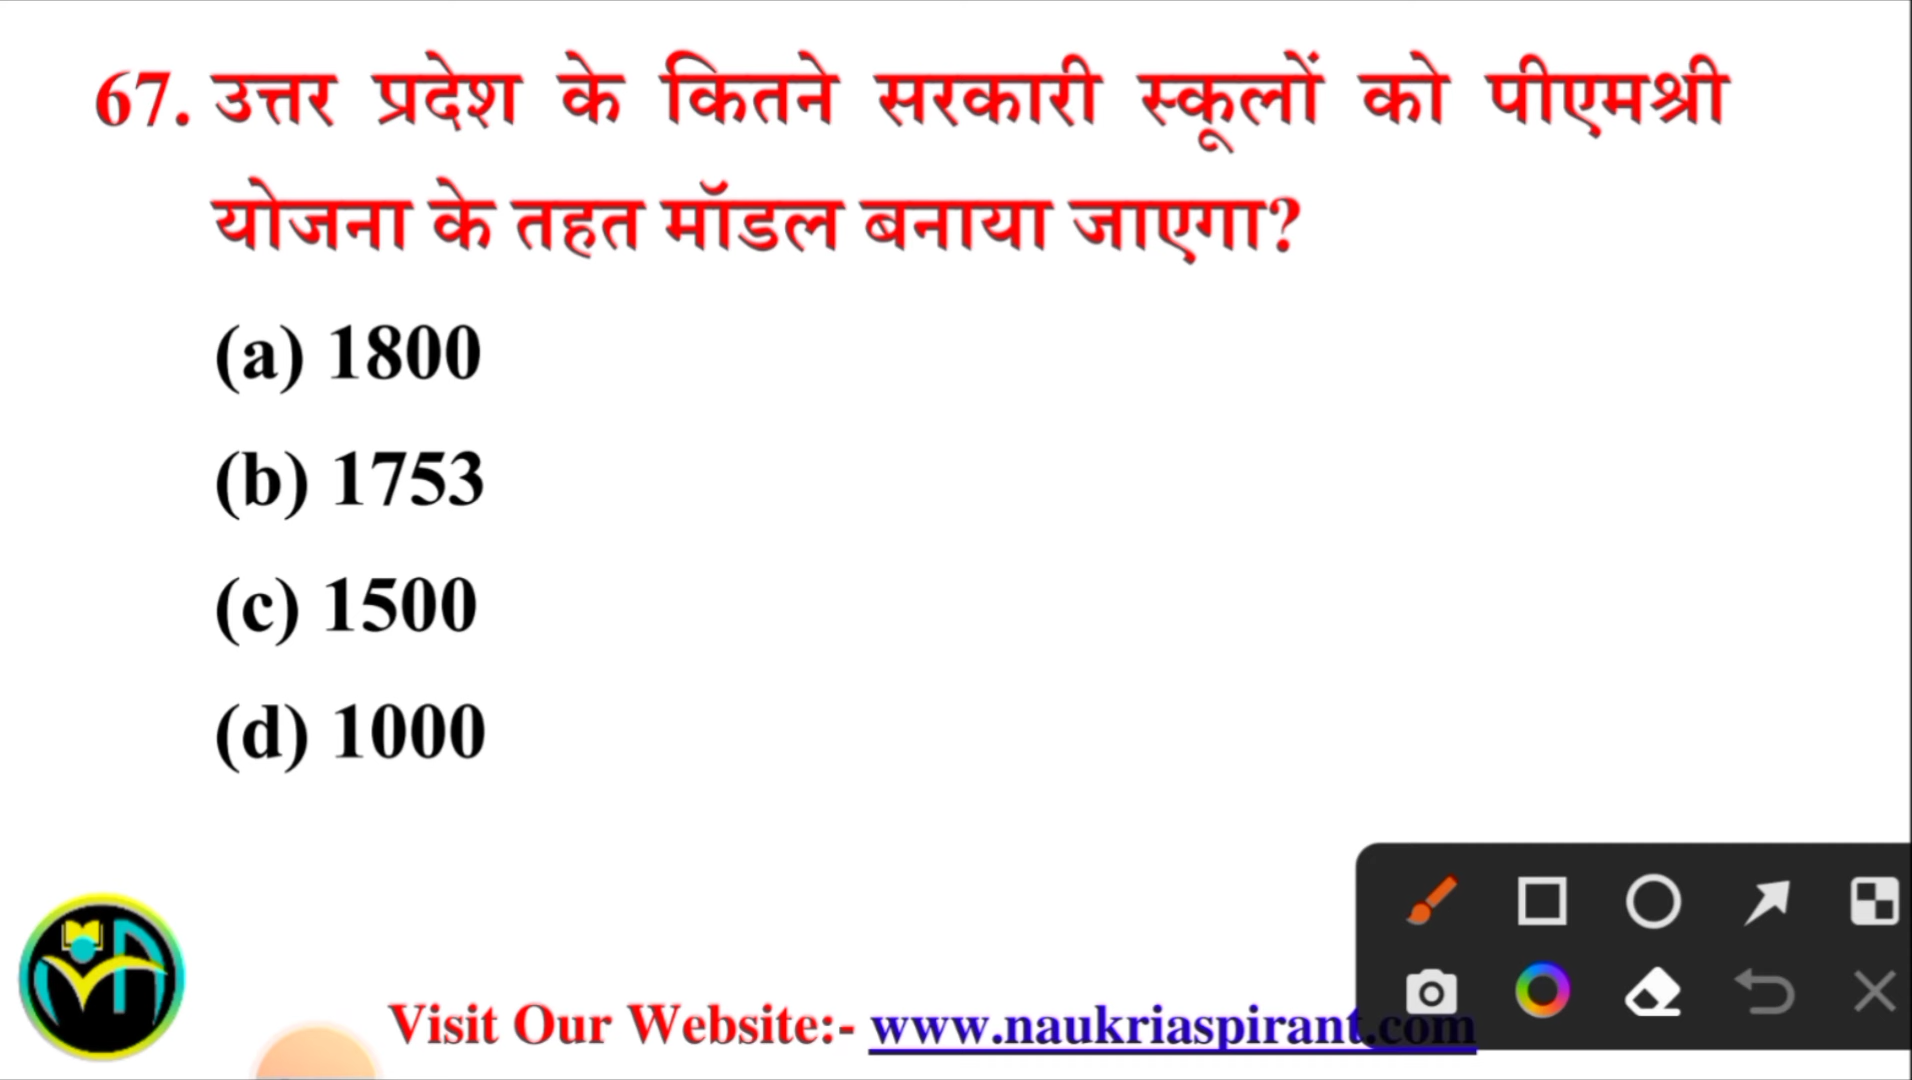 67. उत्तर प्रदेश के कितने सरकारी स्कूलों को पीएमश्री
योजना के तहत मॉडल बनाया जाएगा?
(a) 1800
(b) 1753
(c) 1500
(d) 1000
Visit Our Website:- www.naukriaspirant.com